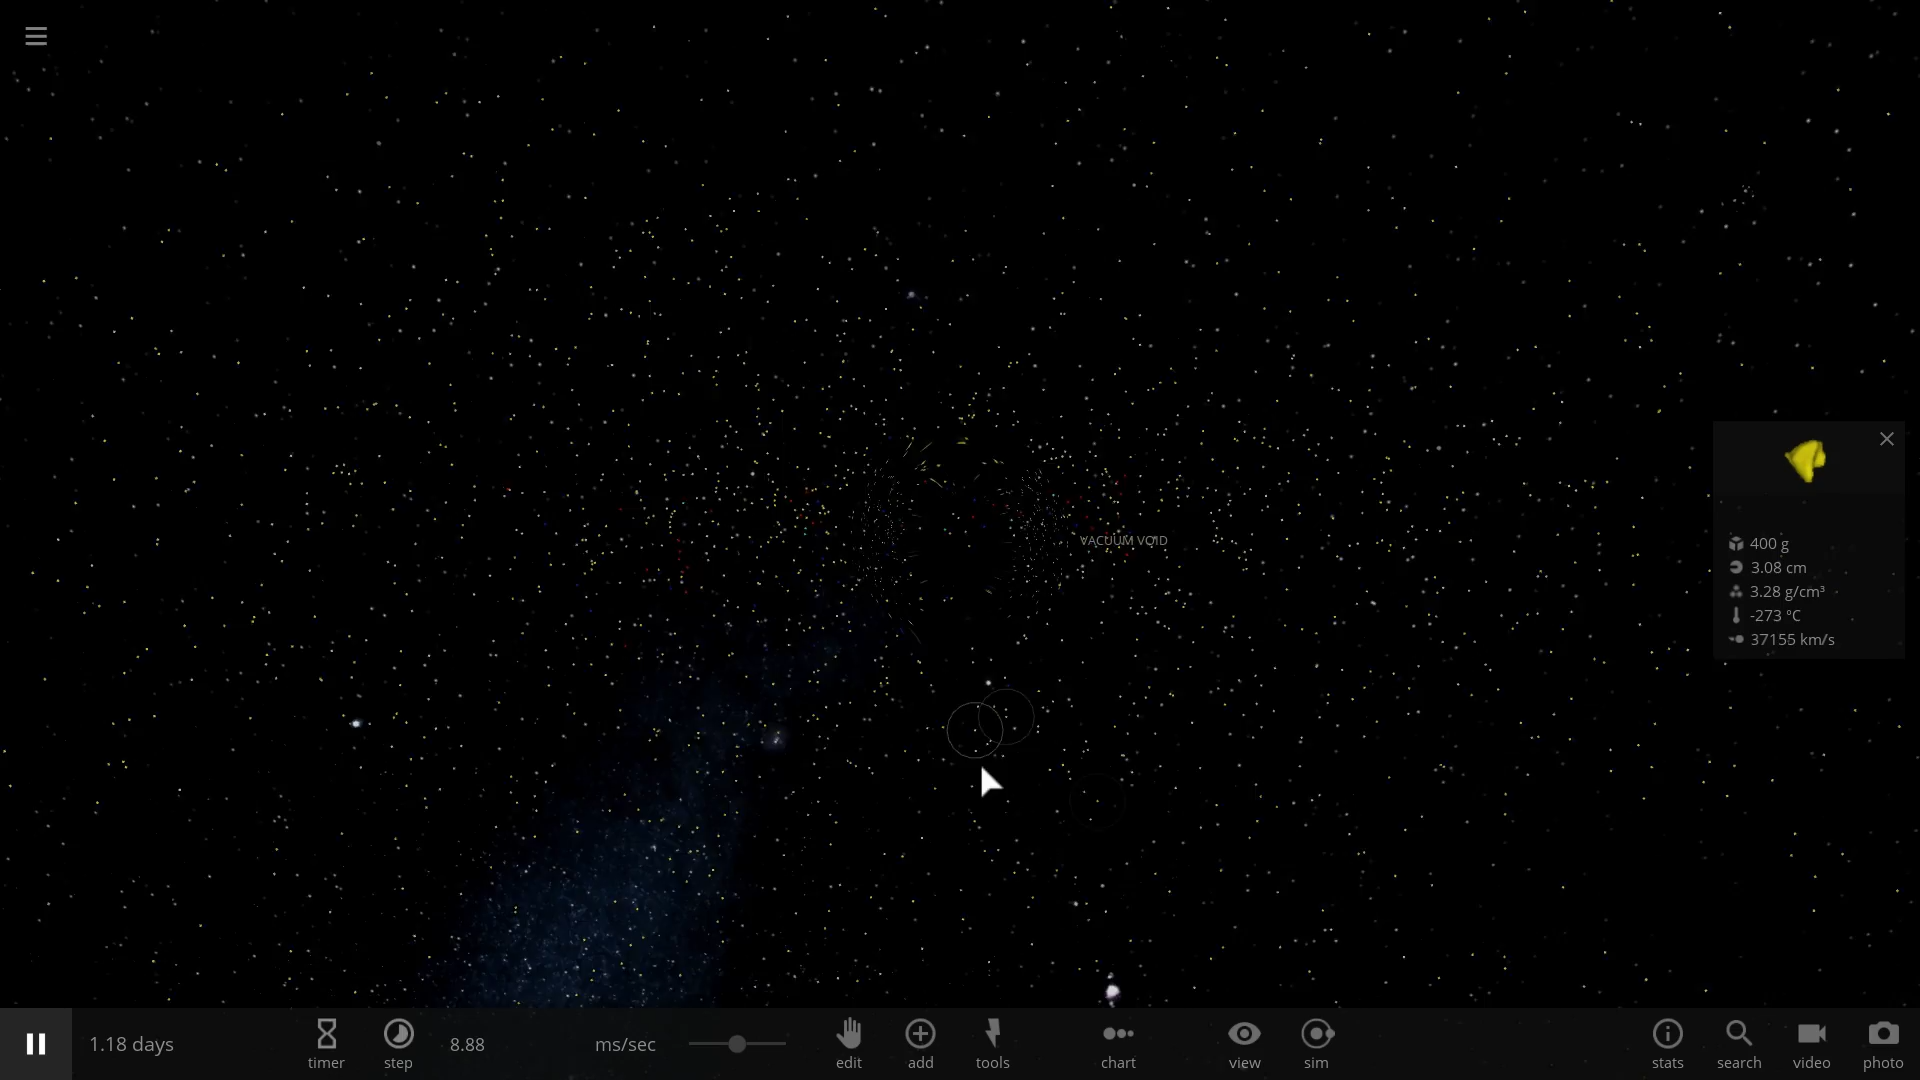 VACUUM VOID
400 g
3.08 cm
3.28 g/cm³
-273 °C
37155 km/s
1.18 days
timer
step
8.88 ms/sec
edit
add
tools
chart
view
sim
stats
search
video
photo